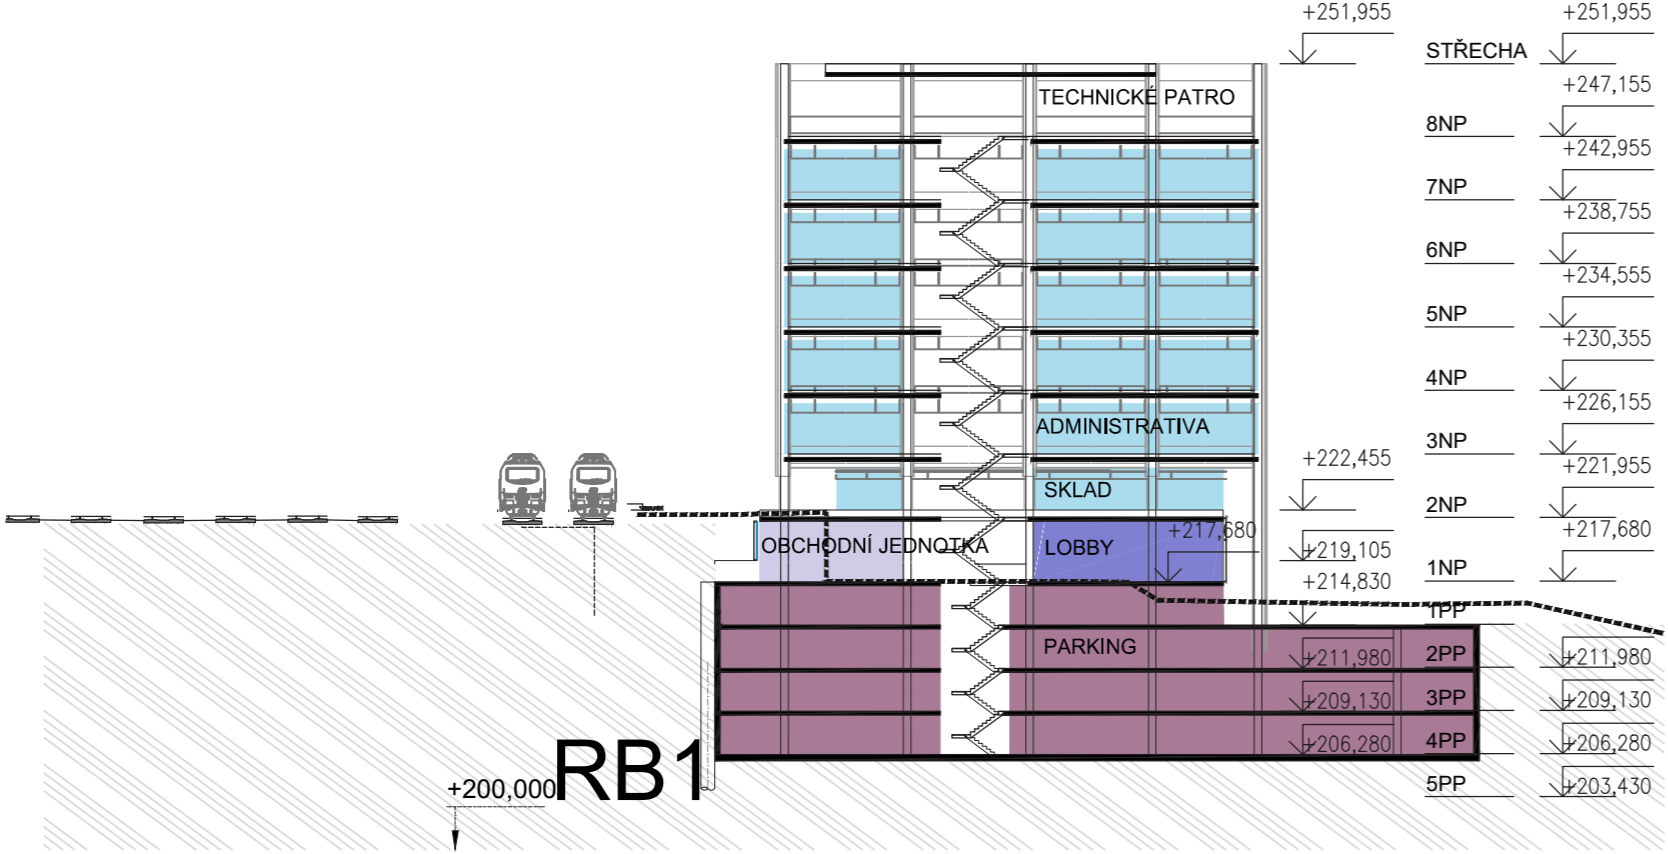 +251,955
+251,955
STŘECHA
+247,155
TECHNICKÉ PATRO
8NP
+242,955
7NP
+238,755
6NP
+234,555
5NP
+230,355
4NP
+226,155
ADMINISTRATIVA
3NP
+222,455
+221,955
SKLAD
2NP
+217,680
+217,680
OBCHODNÍ JEDNOTKA
LOBBY
+219,105
1NP
+214,830
1PP
PARKING
+211,980
2PP
+211,980
+209,130
3PP
+209,130
+206,280
4PP
+206,280
RB1
+200,000
5PP
+203,430